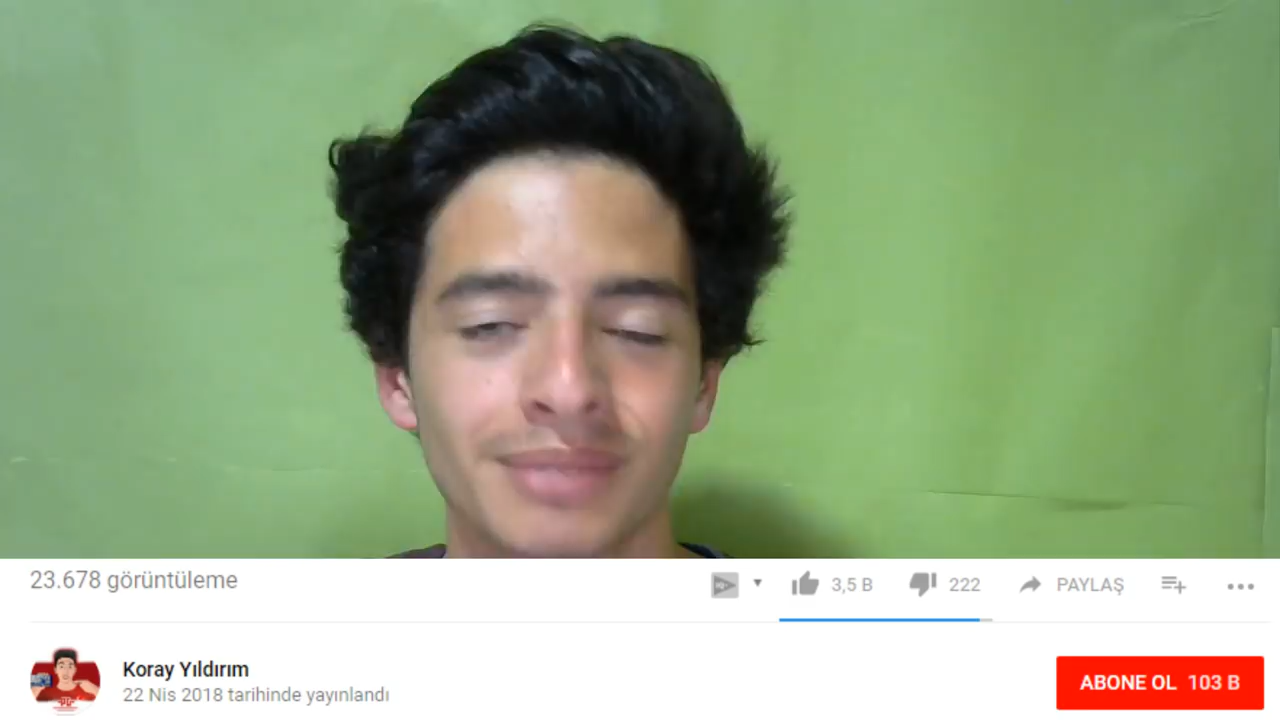 23.678 görüntüleme
3,5 B 222 PAYLAŞ
Koray Yıldırım
22 Nis 2018 tarihinde yayınlandı
ABONE OL 103 B